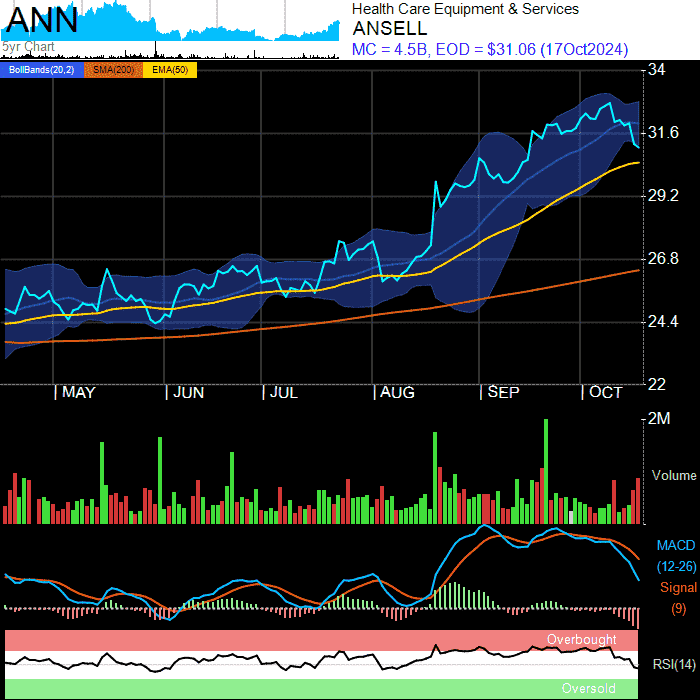 ANN
5yr Chart
Health Care Equipment & Services
ANSELL
MC = 4.5B, EOD = $31.06 (17Oct2024)
BollBands(20,2) SMA(200) EMA(50)
34
31.6
29.2
26.8
24.4
22
MAY JUN JUL AUG SEP OCT
2M
Volume
MACD
(12-26)
Signal
(9)
Overbought
RSI(14)
Oversold